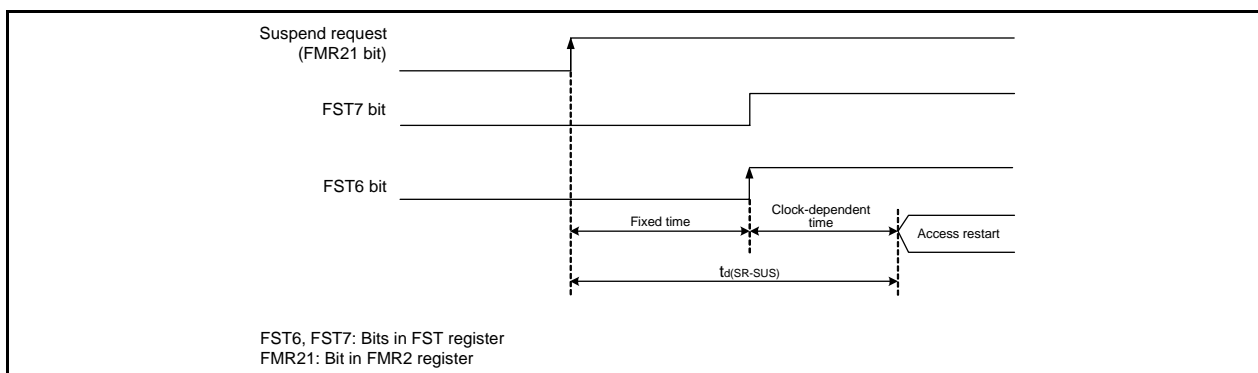 Suspend request
(FMR21 bit)
FST7 bit
FST6 bit
Fixed time
Clock-dependent
time
Access restart
td(SR-SUS)
FST6, FST7: Bits in FST register
FMR21: Bit in FMR2 register